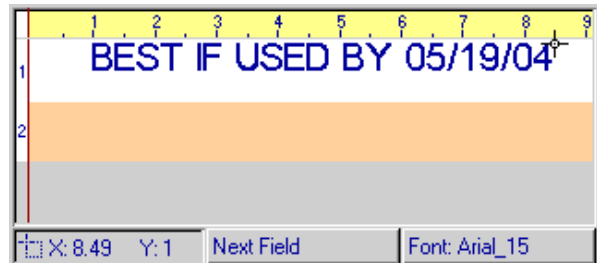 1 2 3 4 5 6 7 8 9
1
BEST IF USED BY 05/19/04
2
X: 8.49 Y: 1 Next Field Font: Arial_15